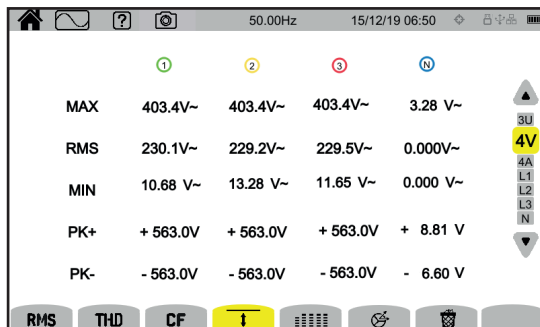 ? 50.00Hz 15/12/19 06:50
1 2 3 N
MAX 403.4V~ 403.4V~ 403.4V~ 3.28 V~
RMS 230.1V~ 229.2V~ 229.5V~ 0.000V~
MIN 10.68 V~ 13.28 V~ 11.65 V~ 0.000 V~
PK+ + 563.0V + 563.0V + 563.0V + 8.81 V
PK- - 563.0V - 563.0V - 563.0V - 6.60 V
3U
4V
4A
L1
L2
L3
N
RMS THD CF